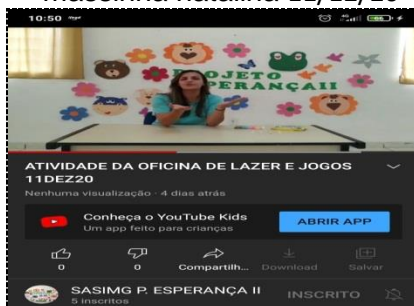 10:50
PROJETO
ESPERANÇA II
ATIVIDADE DA OFICINA DE LAZER E JOGOS
11DEZ20
Nenhuma visualização · 4 dias atrás
Conheça o YouTube Kids
Um app feito para crianças
ABRIR APP
0
0
Compartilh...
Download
Salvar
SASIMG P. ESPERANÇA II
5 inscritos
INSCRITO